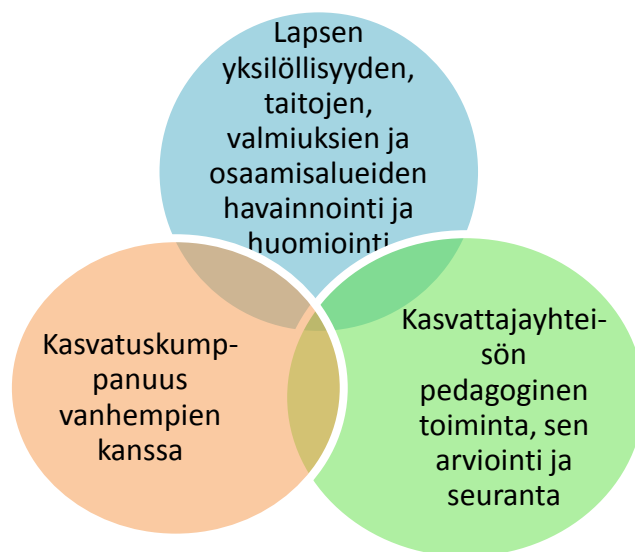 Lapsen
yksilöllisyyden,
taitojen,
valmiuksien ja
osaamisalueiden
havainnointi ja
huomiointi
Kasvatuskump-
panuus
vanhempien
kanssa
Kasvattajayhtei-
sön
pedagoginen
toiminta, sen
arviointi ja
seuranta